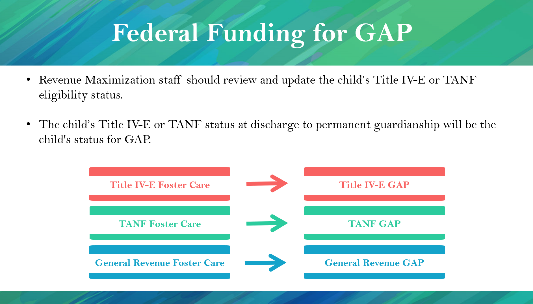 Federal Funding for GAP
• Revenue Maximization staff should review and update the child's Title IV-E or TANF
eligibility status.
• The child's Title IV-E or TANF status at discharge to permanent guardianship will be the
child's status for GAP.
Title IV-E Foster Care
Title IV-E GAP
TANF Foster Care
TANF GAP
General Revenue Foster Care
General Revenue GAP